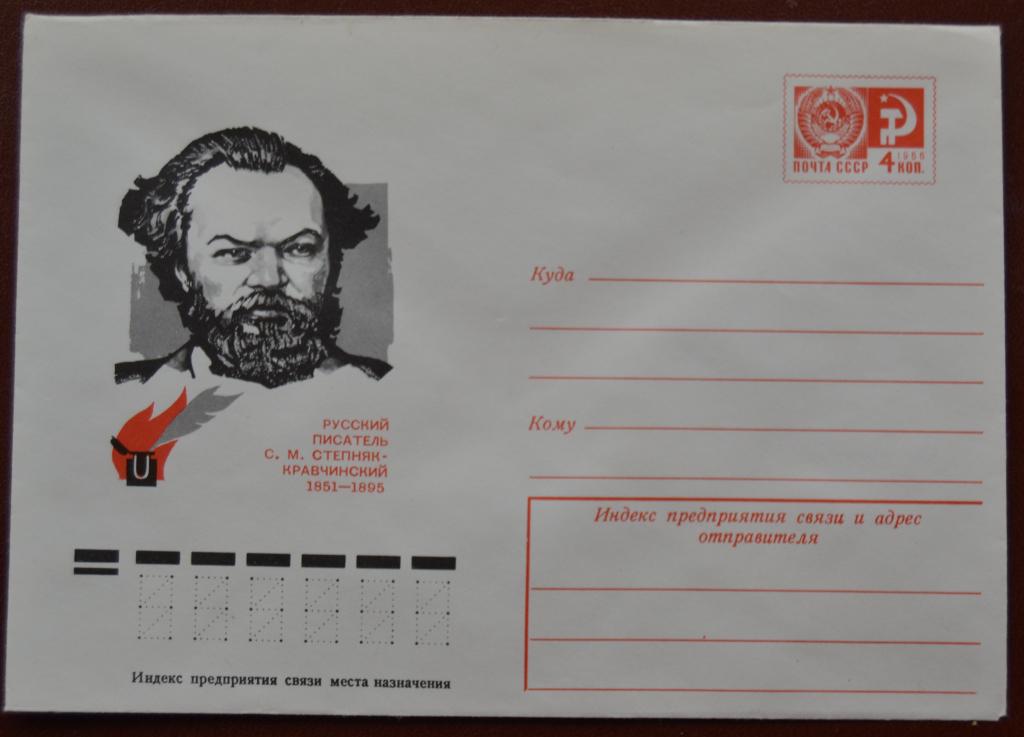 ПОЧТА СССР 4 1966 КОП.
Куда
Кому
РУССКИЙ
ПИСАТЕЛЬ
С. М. СТЕПНЯК-
КРАВЧИНСКИЙ
1851—1895
Индекс предприятия связи и адрес
отправителя
Индекс предприятия связи места назначения